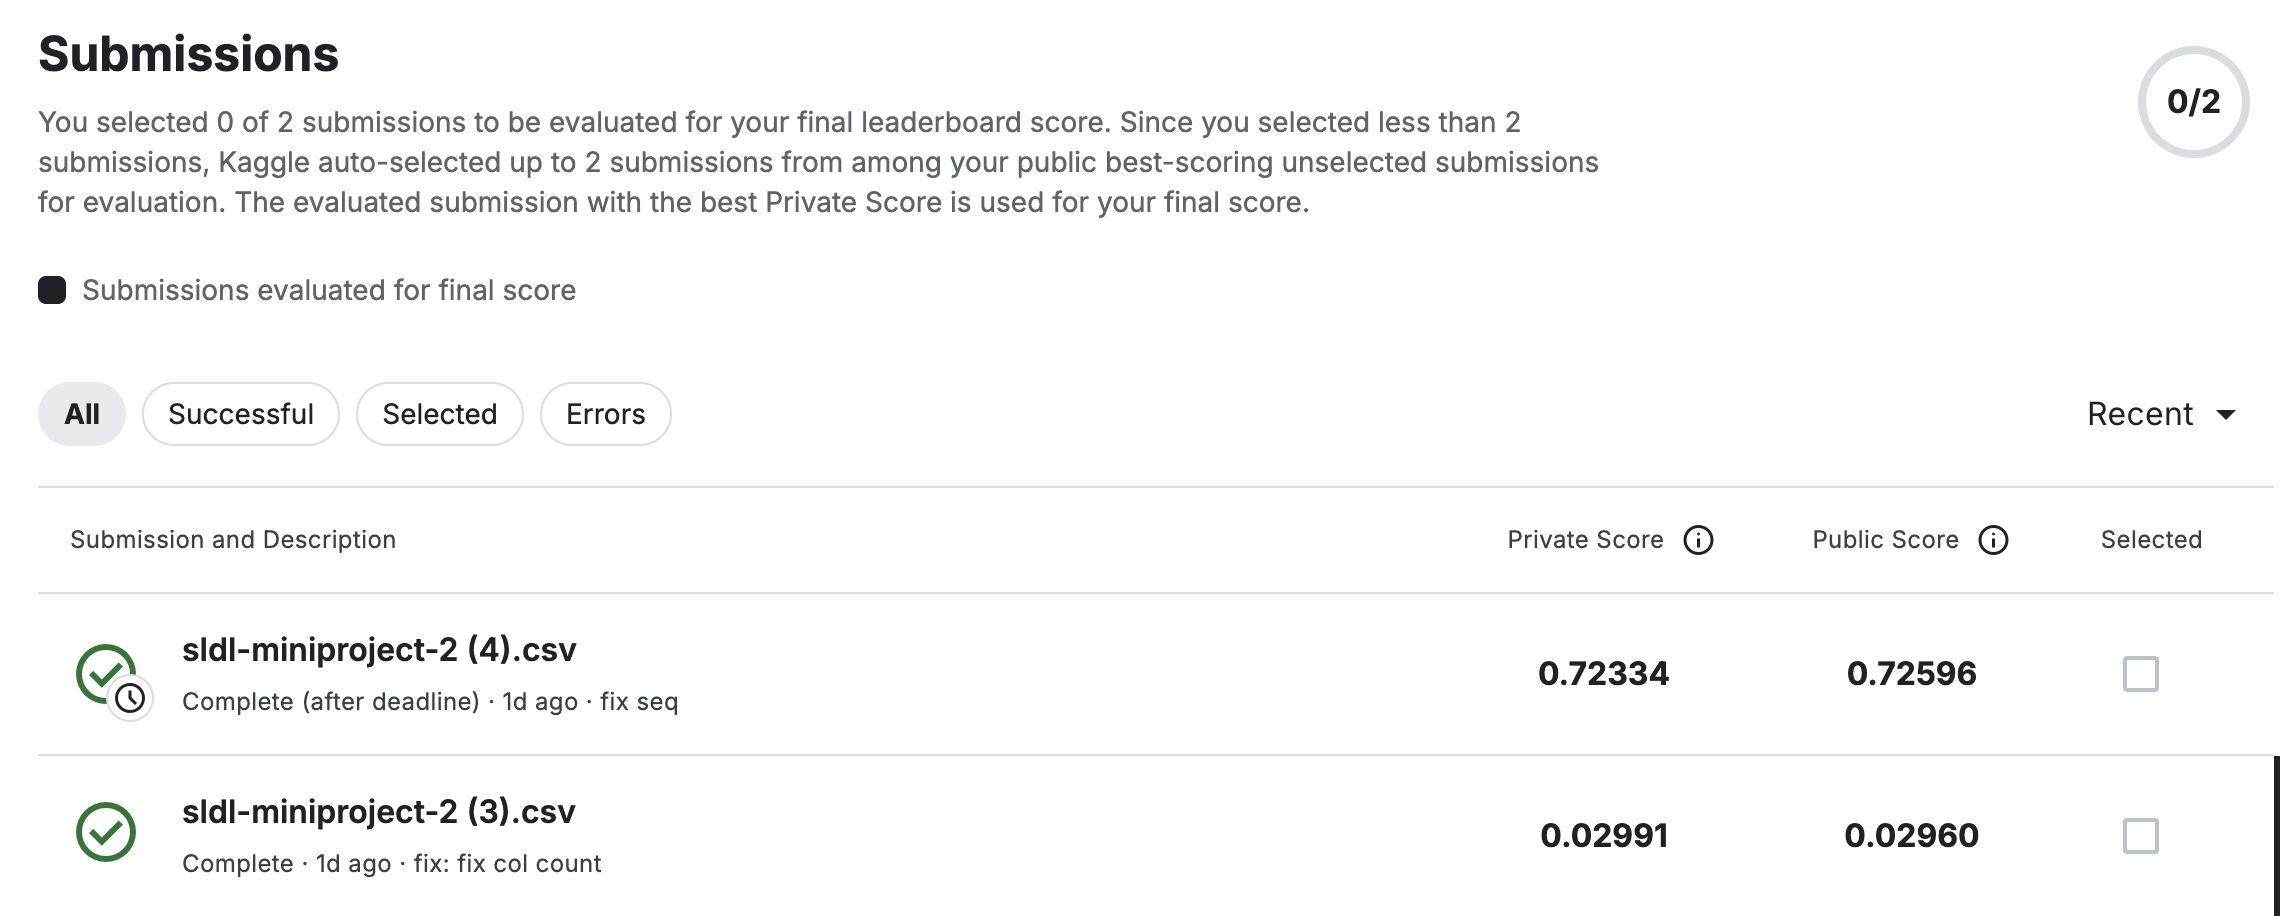 Submissions
0/2
You selected 0 of 2 submissions to be evaluated for your final leaderboard score. Since you selected less than 2
submissions, Kaggle auto-selected up to 2 submissions from among your public best-scoring unselected submissions
for evaluation. The evaluated submission with the best Private Score is used for your final score.
Submissions evaluated for final score
All Successful Selected Errors Recent
Submission and Description Private Score Public Score Selected
sldl-miniproject-2 (4).csv
Complete (after deadline) · 1d ago · fix seq
0.72334 0.72596
sldl-miniproject-2 (3).csv
Complete · 1d ago · fix: fix col count
0.02991 0.02960